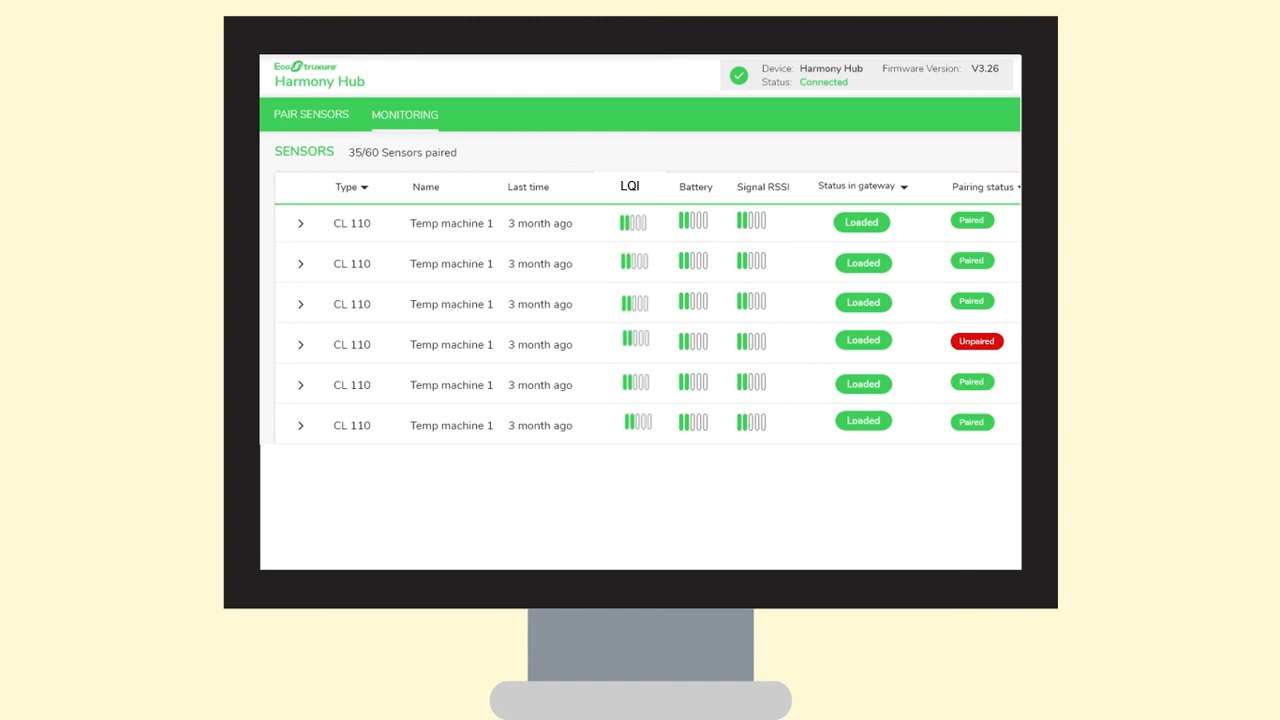 EcoStruxure
Harmony Hub
Device: Harmony Hub Firmware Version: V3.26
Status: Connected
PAIR SENSORS MONITORING
SENSORS 35/60 Sensors paired
Type Name Last time LQI Battery Signal RSSI Status in gateway Pairing status
CL 110 Temp machine 1 3 month ago Loaded Paired
CL 110 Temp machine 1 3 month ago Loaded Paired
CL 110 Temp machine 1 3 month ago Loaded Paired
CL 110 Temp machine 1 3 month ago Loaded Unpaired
CL 110 Temp machine 1 3 month ago Loaded Paired
CL 110 Temp machine 1 3 month ago Loaded Paired